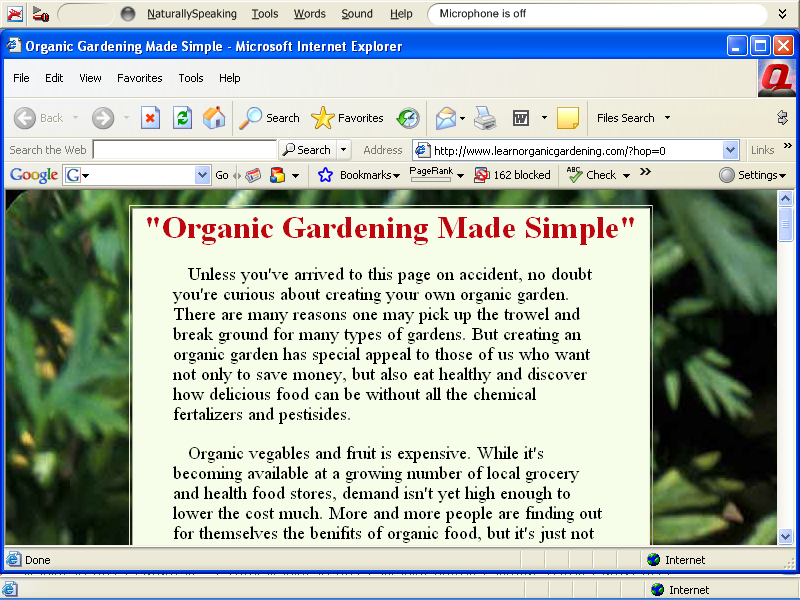 NaturallySpeaking Tools Words Sound Help Microphone is off
Organic Gardening Made Simple - Microsoft Internet Explorer
File Edit View Favorites Tools Help
Back Search Favorites Files Search
Search the Web Search Address http://www.learnorganicgardening.com/?hop=0 Links
Google G Go Bookmarks PageRank 162 blocked ABC Check Settings
"Organic Gardening Made Simple"
Unless you've arrived to this page on accident, no doubt
you're curious about creating your own organic garden.
There are many reasons one may pick up the trowel and
break ground for many types of gardens. But creating an
organic garden has special appeal to those of us who want
not only to save money, but also eat healthy and discover
how delicious food can be without all the chemical
fertalizers and pestisides.
Organic vegables and fruit is expensive. While it's
becoming available at a growing number of local grocery
and health food stores, demand isn't yet high enough to
lower the cost much. More and more people are finding out
for themselves the benifits of organic food, but it's just not
Done Internet
Internet